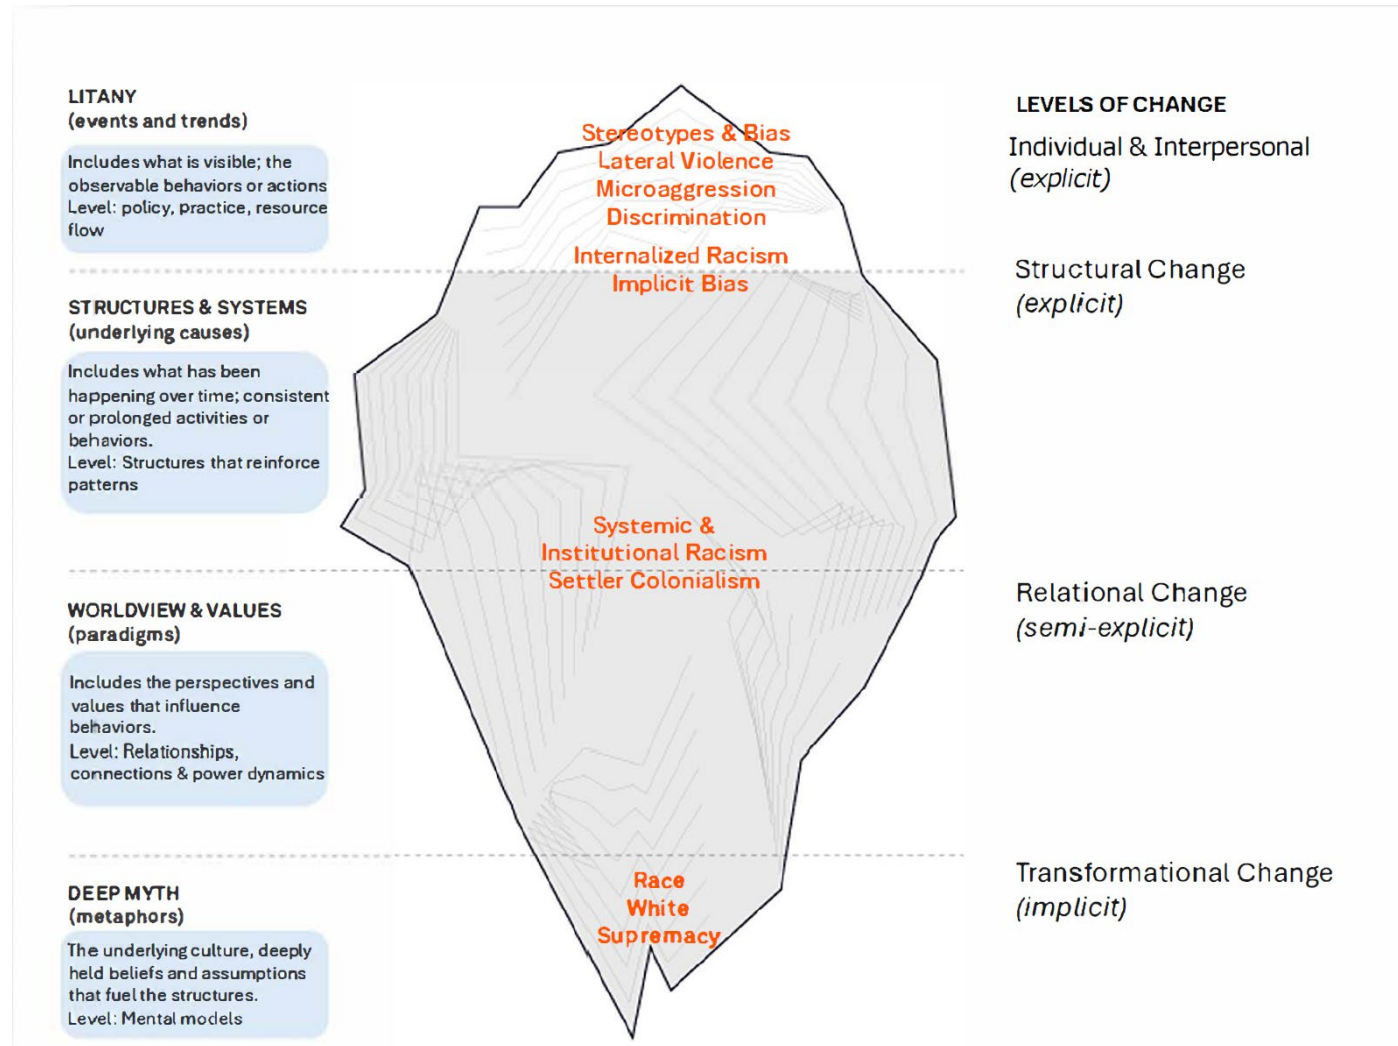 LITANY
(events and trends)
Includes what is visible; the
observable behaviors or actions
Level: policy, practice, resource
flow
STRUCTURES & SYSTEMS
(underlying causes)
Includes what has been
happening over time; consistent
or prolonged activities or
behaviors.
Level: Structures that reinforce
patterns
WORLDVIEW & VALUES
(paradigms)
Includes the perspectives and
values that influence
behaviors.
Level: Relationships,
connections & power dynamics
DEEP MYTH
(metaphors)
The underlying culture, deeply
held beliefs and assumptions
that fuel the structures.
Level: Mental models
Stereotypes & Bias
Lateral Violence
Microaggression
Discrimination
Internalized Racism
Implicit Bias
Systemic &
Institutional Racism
Settler Colonialism
Race
White
Supremacy
LEVELS OF CHANGE
Individual & Interpersonal
(explicit)
Structural Change
(explicit)
Relational Change
(semi-explicit)
Transformational Change
(implicit)